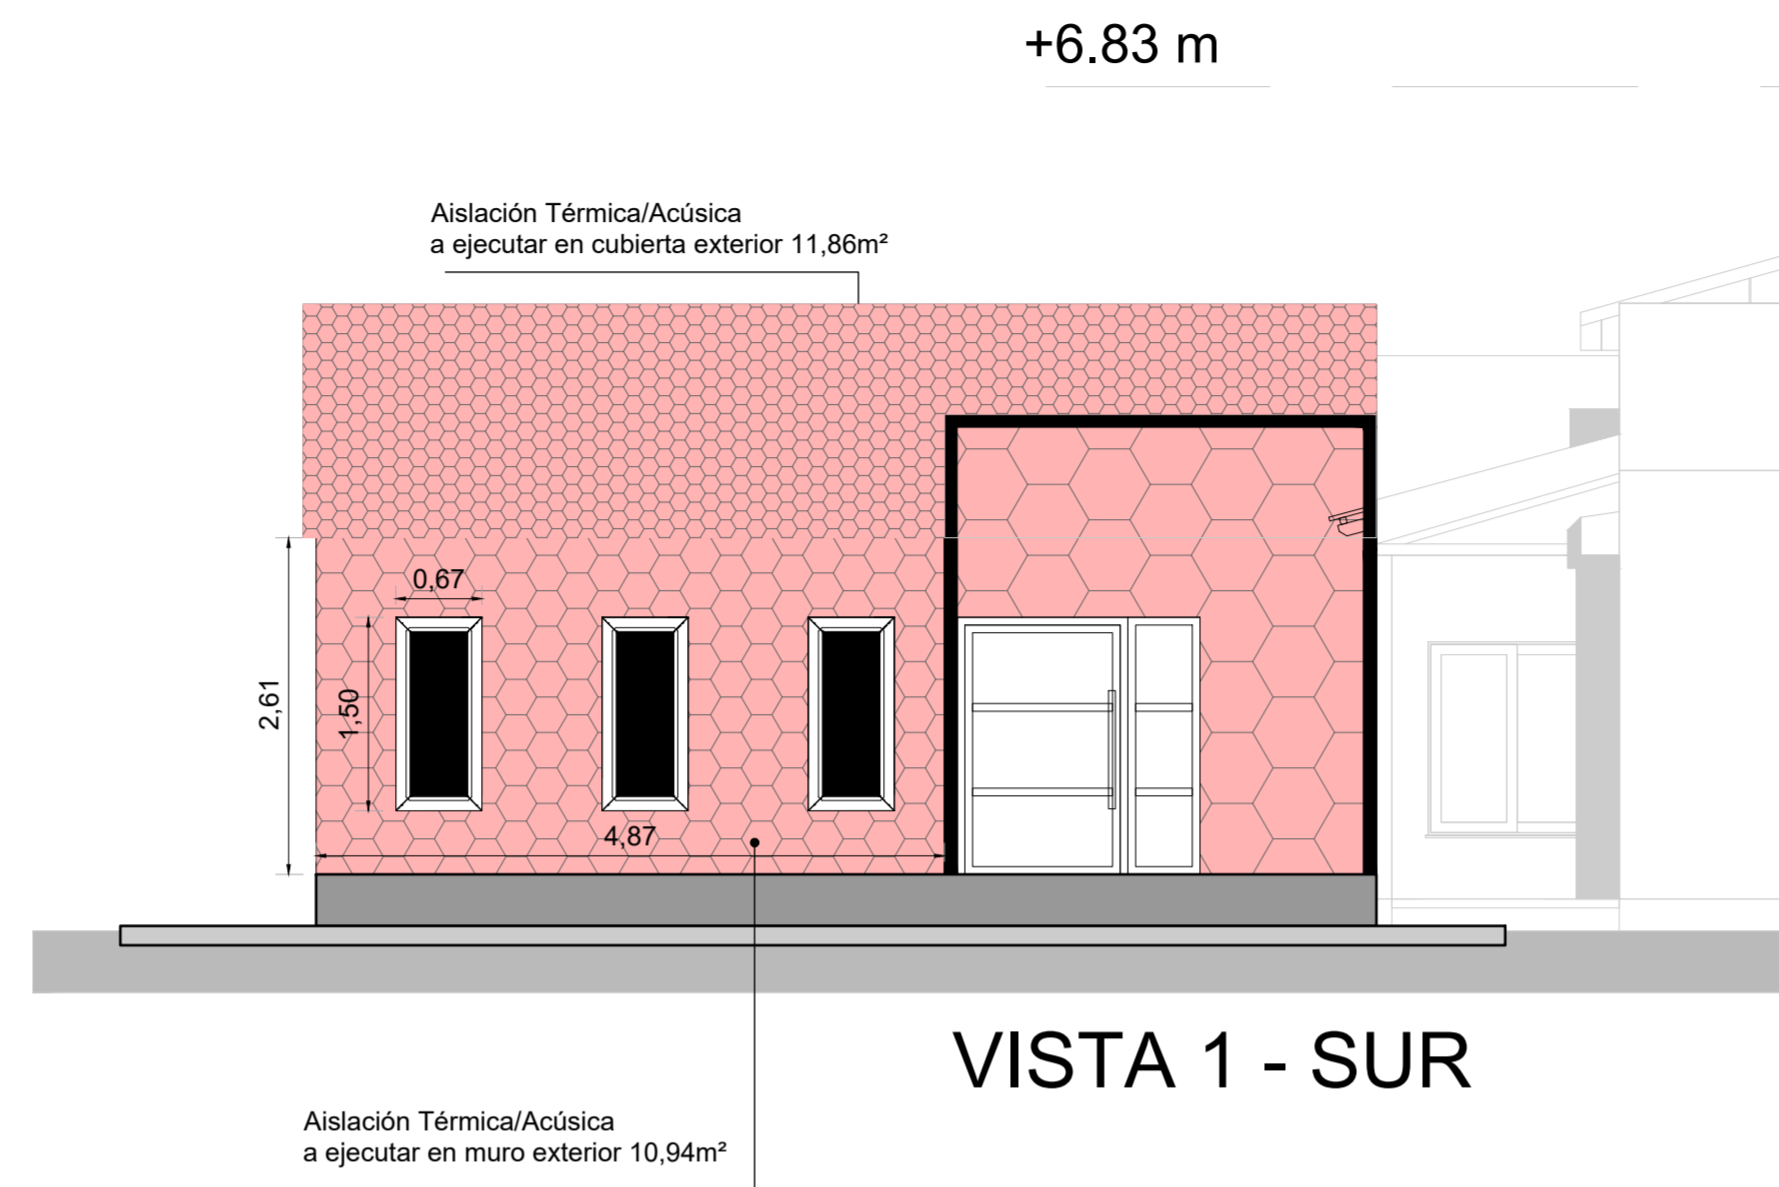 +6.83 m
Aislación Térmica/Acúsica
a ejecutar en cubierta exterior 11,86m²
0,67
2,61
1,50
4,87
VISTA 1 - SUR
Aislación Térmica/Acúsica
a ejecutar en muro exterior 10,94m²